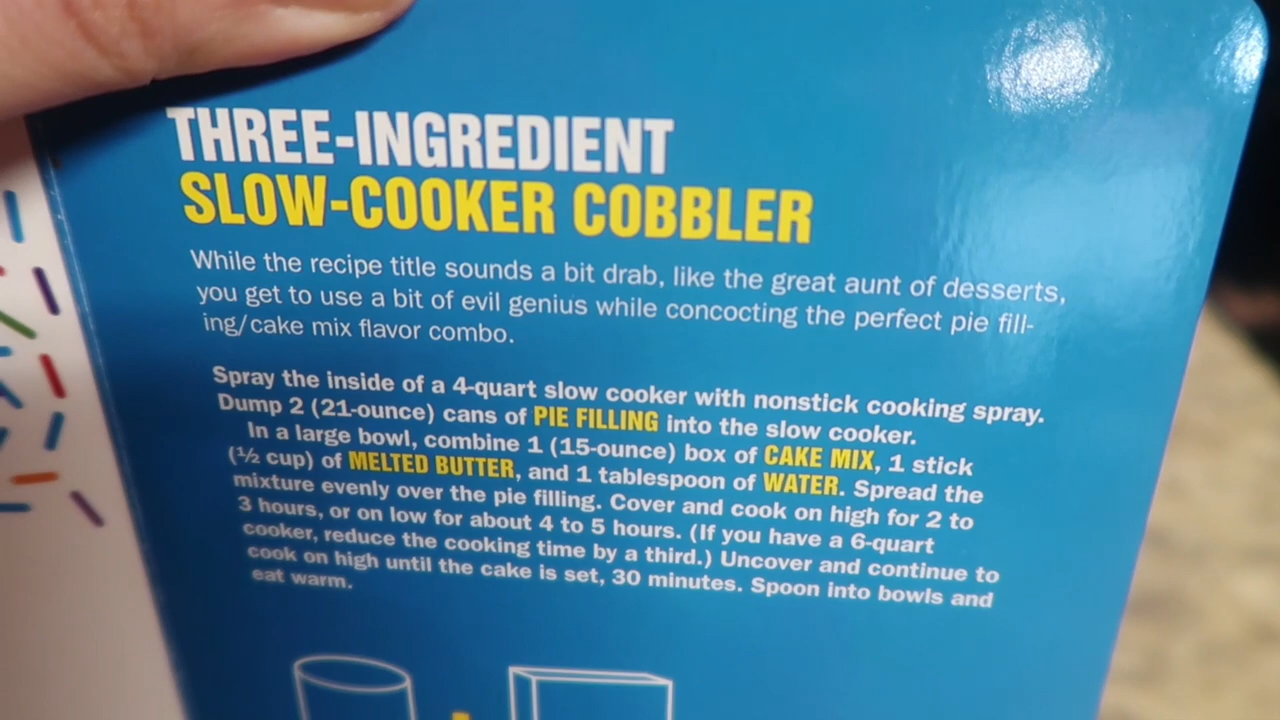 THREE-INGREDIENT
SLOW-COOKER COBBLER
While the recipe title sounds a bit drab, like the great aunt of desserts,
you get to use a bit of evil genius while concocting the perfect pie fill-
ing/cake mix flavor combo.
Spray the inside of a 4-quart slow cooker with nonstick cooking spray.
Dump 2 (21-ounce) cans of PIE FILLING into the slow cooker.
In a large bowl, combine 1 (15-ounce) box of CAKE MIX, 1 stick
(½ cup) of MELTED BUTTER, and 1 tablespoon of WATER. Spread the
mixture evenly over the pie filling. Cover and cook on high for 2 to
3 hours, or on low for about 4 to 5 hours. (If you have a 6-quart
cooker, reduce the cooking time by a third.) Uncover and continue to
cook on high until the cake is set, 30 minutes. Spoon into bowls and
eat warm.